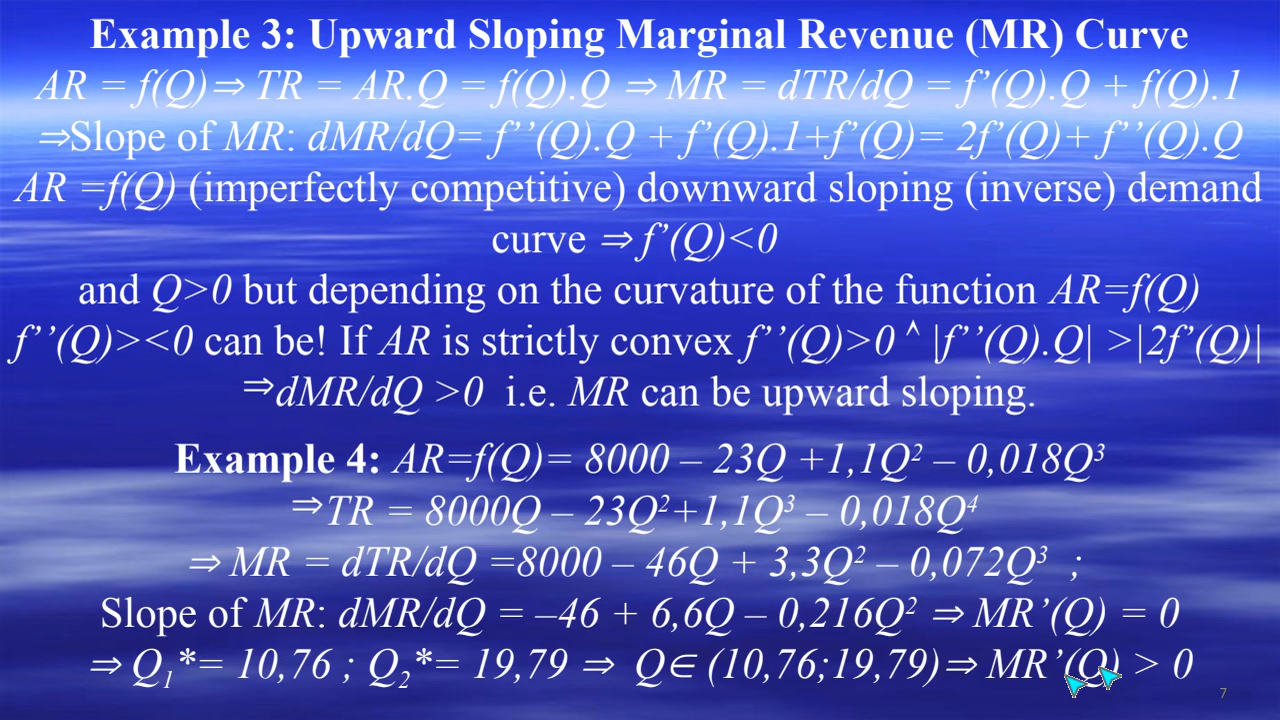 Example 3: Upward Sloping Marginal Revenue (MR) Curve
AR = f(Q)⇒ TR = AR.Q = f(Q).Q ⇒ MR = dTR/dQ = f’(Q).Q + f(Q).1
⇒Slope of MR: dMR/dQ= f’’(Q).Q + f’(Q).1+f’(Q)= 2f’(Q)+ f’’(Q).Q
AR =f(Q) (imperfectly competitive) downward sloping (inverse) demand
curve ⇒ f’(Q)<0
and Q>0 but depending on the curvature of the function AR=f(Q)
f’’(Q)><0 can be! If AR is strictly convex f’’(Q)>0 ^ |f’’(Q).Q| >|2f’(Q)|
⇒dMR/dQ >0 i.e. MR can be upward sloping.
Example 4: AR=f(Q)= 8000 – 23Q +1,1Q² – 0,018Q³
⇒TR = 8000Q – 23Q²+1,1Q³ – 0,018Q⁴
⇒ MR = dTR/dQ =8000 – 46Q + 3,3Q² – 0,072Q³ ;
Slope of MR: dMR/dQ = –46 + 6,6Q – 0,216Q² ⇒ MR’(Q) = 0
⇒ Q₁*= 10,76 ; Q₂*= 19,79 ⇒ Q∈ (10,76;19,79)⇒ MR’(Q) > 0
7